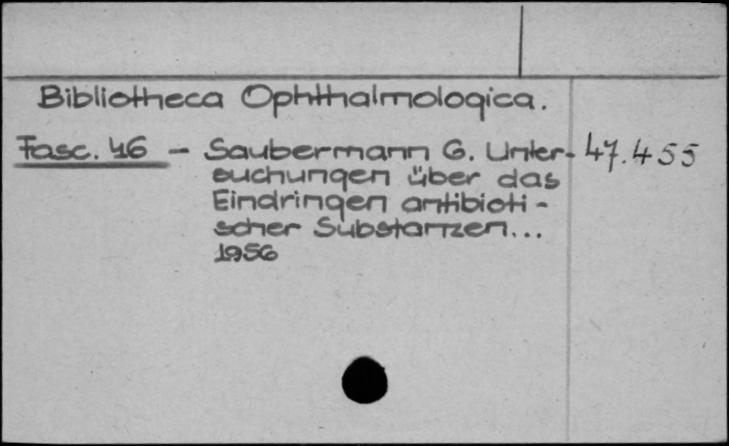 Bibliotheca Ophthalmologica.
Fasc. 46 - Saubermann G. Unter- 47.455
suchungen über das
Eindringen antibioti-
scher Substanzen...
1956